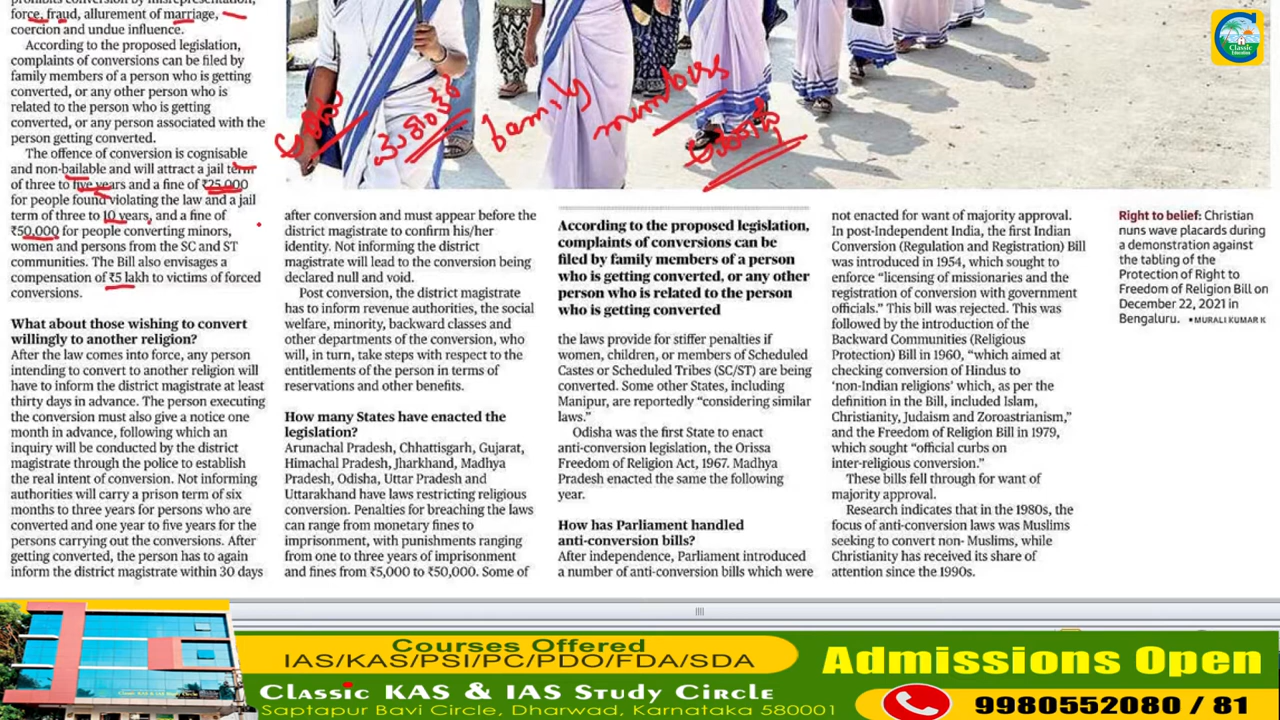 prohibits conversion by misrepresentation,
force, fraud, allurement of marriage,
coercion and undue influence.
According to the proposed legislation,
complaints of conversions can be filed by
family members of a person who is getting
converted, or any other person who is
related to the person who is getting
converted, or any person associated with the
person getting converted.
The offence of conversion is cognisable
and non-bailable and will attract a jail term
of three to five years and a fine of ₹25,000
for people found violating the law and a jail
term of three to 10 years, and a fine of
₹50,000 for people converting minors,
women and persons from the SC and ST
communities. The Bill also envisages a
compensation of ₹5 lakh to victims of forced
conversions.
What about those wishing to convert
willingly to another religion?
After the law comes into force, any person
intending to convert to another religion will
have to inform the district magistrate at least
thirty days in advance. The person executing
the conversion must also give a notice one
month in advance, following which an
inquiry will be conducted by the district
magistrate through the police to establish
the real intent of conversion. Not informing
authorities will carry a prison term of six
months to three years for persons who are
converted and one year to five years for the
persons carrying out the conversions. After
getting converted, the person has to again
inform the district magistrate within 30 days
family members
after conversion and must appear before the
district magistrate to confirm his/her
identity. Not informing the district
magistrate will lead to the conversion being
declared null and void.
Post conversion, the district magistrate
has to inform revenue authorities, the social
welfare, minority, backward classes and
other departments of the conversion, who
will, in turn, take steps with respect to the
entitlements of the person in terms of
reservations and other benefits.
How many States have enacted the
legislation?
Arunachal Pradesh, Chhattisgarh, Gujarat,
Himachal Pradesh, Jharkhand, Madhya
Pradesh, Odisha, Uttar Pradesh and
Uttarakhand have laws restricting religious
conversion. Penalties for breaching the laws
can range from monetary fines to
imprisonment, with punishments ranging
from one to three years of imprisonment
and fines from ₹5,000 to ₹50,000. Some of
According to the proposed legislation,
complaints of conversions can be
filed by family members of a person
who is getting converted, or any other
person who is related to the person
who is getting converted
the laws provide for stiffer penalties if
women, children, or members of Scheduled
Castes or Scheduled Tribes (SC/ST) are being
converted. Some other States, including
Manipur, are reportedly “considering similar
laws.”
Odisha was the first State to enact
anti-conversion legislation, the Orissa
Freedom of Religion Act, 1967. Madhya
Pradesh enacted the same the following
year.
How has Parliament handled
anti-conversion bills?
After independence, Parliament introduced
a number of anti-conversion bills which were
not enacted for want of majority approval.
In post-Independent India, the first Indian
Conversion (Regulation and Registration) Bill
was introduced in 1954, which sought to
enforce “licensing of missionaries and the
registration of conversion with government
officials.” This bill was rejected. This was
followed by the introduction of the
Backward Communities (Religious
Protection) Bill in 1960, “which aimed at
checking conversion of Hindus to
‘non-Indian religions’ which, as per the
definition in the Bill, included Islam,
Christianity, Judaism and Zoroastrianism,”
and the Freedom of Religion Bill in 1979,
which sought “official curbs on
inter-religious conversion.”
These bills fell through for want of
majority approval.
Research indicates that in the 1980s, the
focus of anti-conversion laws was Muslims
seeking to convert non- Muslims, while
Christianity has received its share of
attention since the 1990s.
Right to belief: Christian
nuns wave placards during
a demonstration against
the tabling of the
Protection of Right to
Freedom of Religion Bill on
December 22, 2021 in
Bengaluru. • MURALI KUMAR K
Classic
Education
Courses Offered
IAS/KAS/PSI/PC/PDO/FDA/SDA
Classic KAS & IAS Study Circle
Saptapur Bavi Circle, Dharwad, Karnataka 580001
Admissions Open
9980552080 / 81